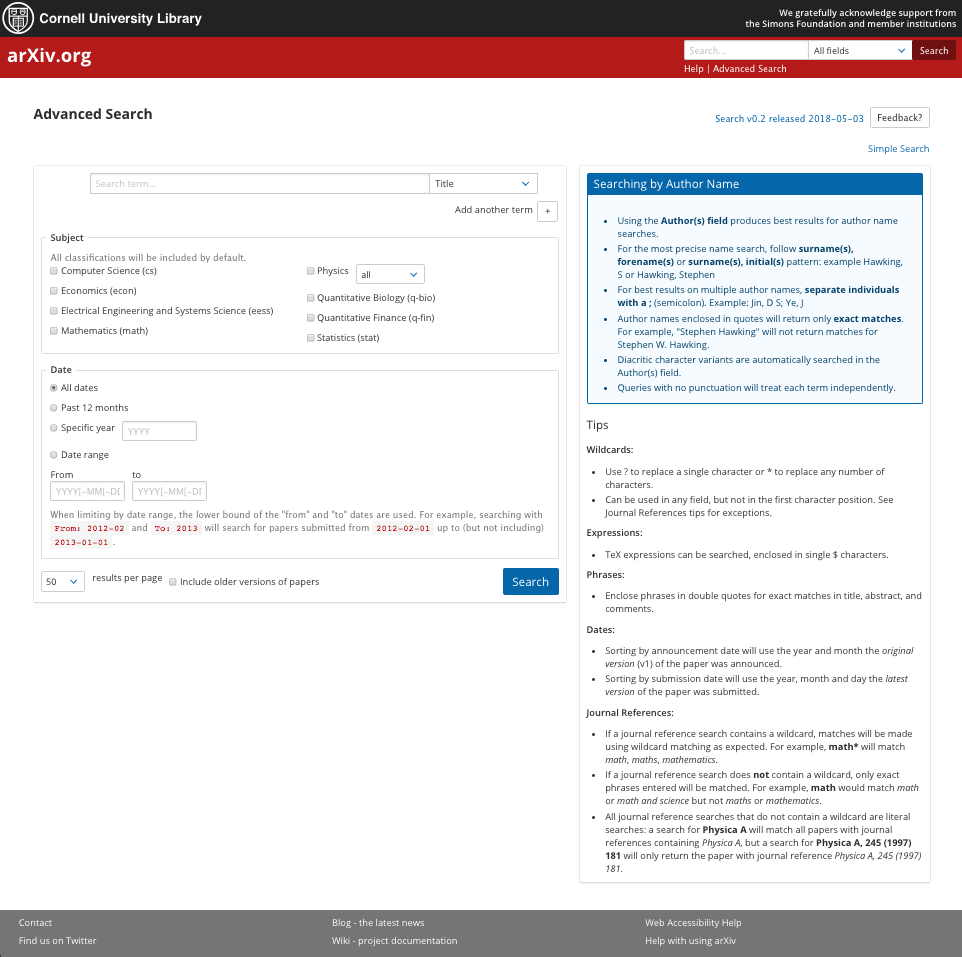 Cornell University Library
We gratefully acknowledge support from
the Simons Foundation and member institutions
arXiv.org
Search...
All fields
Search
Help | Advanced Search
Advanced Search
Search v0.2 released 2018-05-03
Feedback?
Simple Search
Search term...
Title
Add another term
+
Subject
All classifications will be included by default.
Computer Science (cs)
Economics (econ)
Electrical Engineering and Systems Science (eess)
Mathematics (math)
Physics
all
Quantitative Biology (q-bio)
Quantitative Finance (q-fin)
Statistics (stat)
Date
All dates
Past 12 months
Specific year
YYYY
Date range
From
to
YYYY[-MM[-DD
YYYY[-MM[-DD
When limiting by date range, the lower bound of the "from" and "to" dates are used. For example, searching with
From: 2012-02 and To: 2013 will search for papers submitted from 2012-02-01 up to (but not including)
2013-01-01 .
50
results per page
Include older versions of papers
Search
Searching by Author Name
• Using the Author(s) field produces best results for author name
searches.
• For the most precise name search, follow surname(s),
forename(s) or surname(s), initial(s) pattern: example Hawking,
S or Hawking, Stephen
• For best results on multiple author names, separate individuals
with a ; (semicolon). Example: Jin, D S; Ye, J
• Author names enclosed in quotes will return only exact matches.
For example, "Stephen Hawking" will not return matches for
Stephen W. Hawking.
• Diacritic character variants are automatically searched in the
Author(s) field.
• Queries with no punctuation will treat each term independently.
Tips
Wildcards:
• Use ? to replace a single character or * to replace any number of
characters.
• Can be used in any field, but not in the first character position. See
Journal References tips for exceptions.
Expressions:
• TeX expressions can be searched, enclosed in single $ characters.
Phrases:
• Enclose phrases in double quotes for exact matches in title, abstract, and
comments.
Dates:
• Sorting by announcement date will use the year and month the original
version (v1) of the paper was announced.
• Sorting by submission date will use the year, month and day the latest
version of the paper was submitted.
Journal References:
• If a journal reference search contains a wildcard, matches will be made
using wildcard matching as expected. For example, math* will match
math, maths, mathematics.
• If a journal reference search does not contain a wildcard, only exact
phrases entered will be matched. For example, math would match math
or math and science but not maths or mathematics.
• All journal reference searches that do not contain a wildcard are literal
searches: a search for Physica A will match all papers with journal
references containing Physica A, but a search for Physica A, 245 (1997)
181 will only return the paper with journal reference Physica A, 245 (1997)
181.
Contact
Find us on Twitter
Blog - the latest news
Wiki - project documentation
Web Accessibility Help
Help with using arXiv